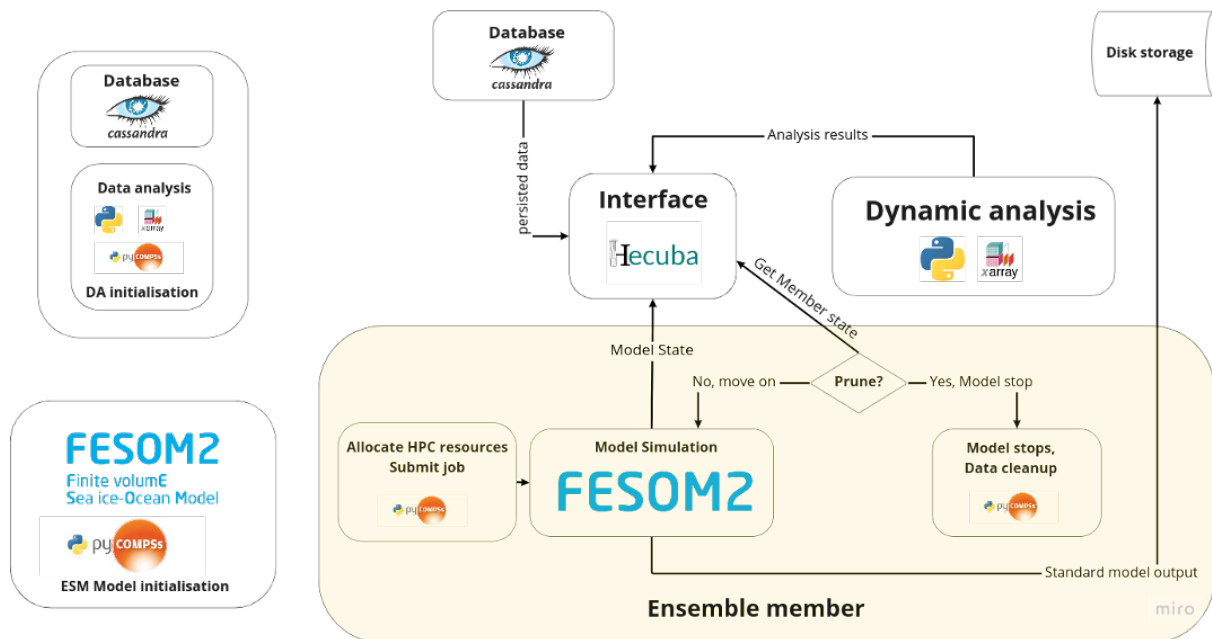 Database
cassandra
Data analysis
xarray
pyCOMPSs
DA initialisation
FESOM2
Finite volumE
Sea ice-Ocean Model
pyCOMPSs
ESM Model initialisation
Database
cassandra
Disk storage
persisted data
Analysis results
Interface
Hecuba
Dynamic analysis
xarray
Get Member state
Model State
Prune?
No, move on
Yes, Model stop
Allocate HPC resources
Submit job
pyCOMPSs
Model Simulation
FESOM2
Model stops,
Data cleanup
pyCOMPSs
Standard model output
Ensemble member
miro